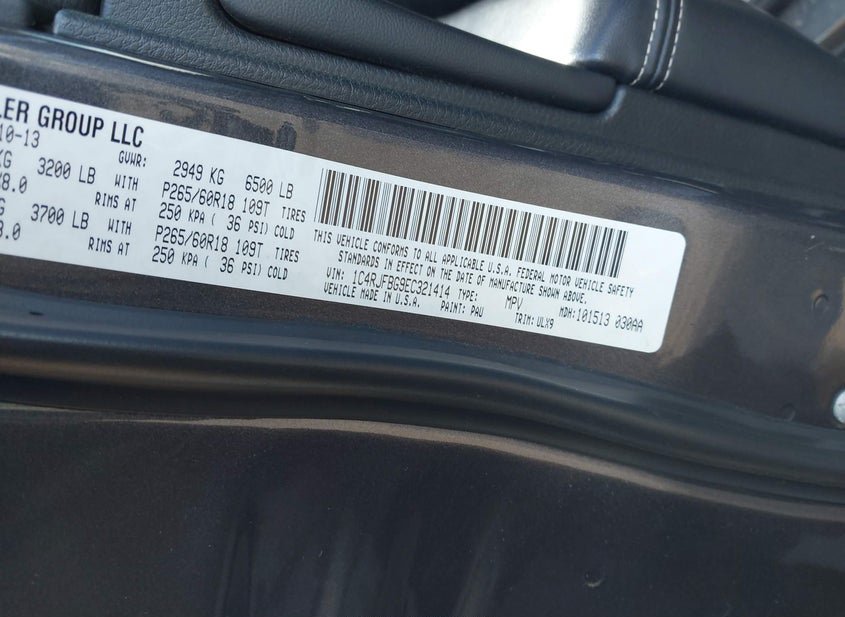 LER GROUP LLC
10-13
GVWR: 2949 KG 6500 LB
KG 3200 LB WITH P265/60R18 109T TIRES
X8.0 RIMS AT 250 KPA ( 36 PSI) COLD
G 3700 LB WITH P265/60R18 109T TIRES
8.0 RIMS AT 250 KPA ( 36 PSI) COLD
THIS VEHICLE CONFORMS TO ALL APPLICABLE U.S.A. FEDERAL MOTOR VEHICLE SAFETY
STANDARDS IN EFFECT ON THE DATE OF MANUFACTURE SHOWN ABOVE.
VIN: 1C4RJFBG9EC321414 TYPE: MPV MDH: 101513 030AA
VEHICLE MADE IN U.S.A. PAINT: PAU TRIM: ULX9